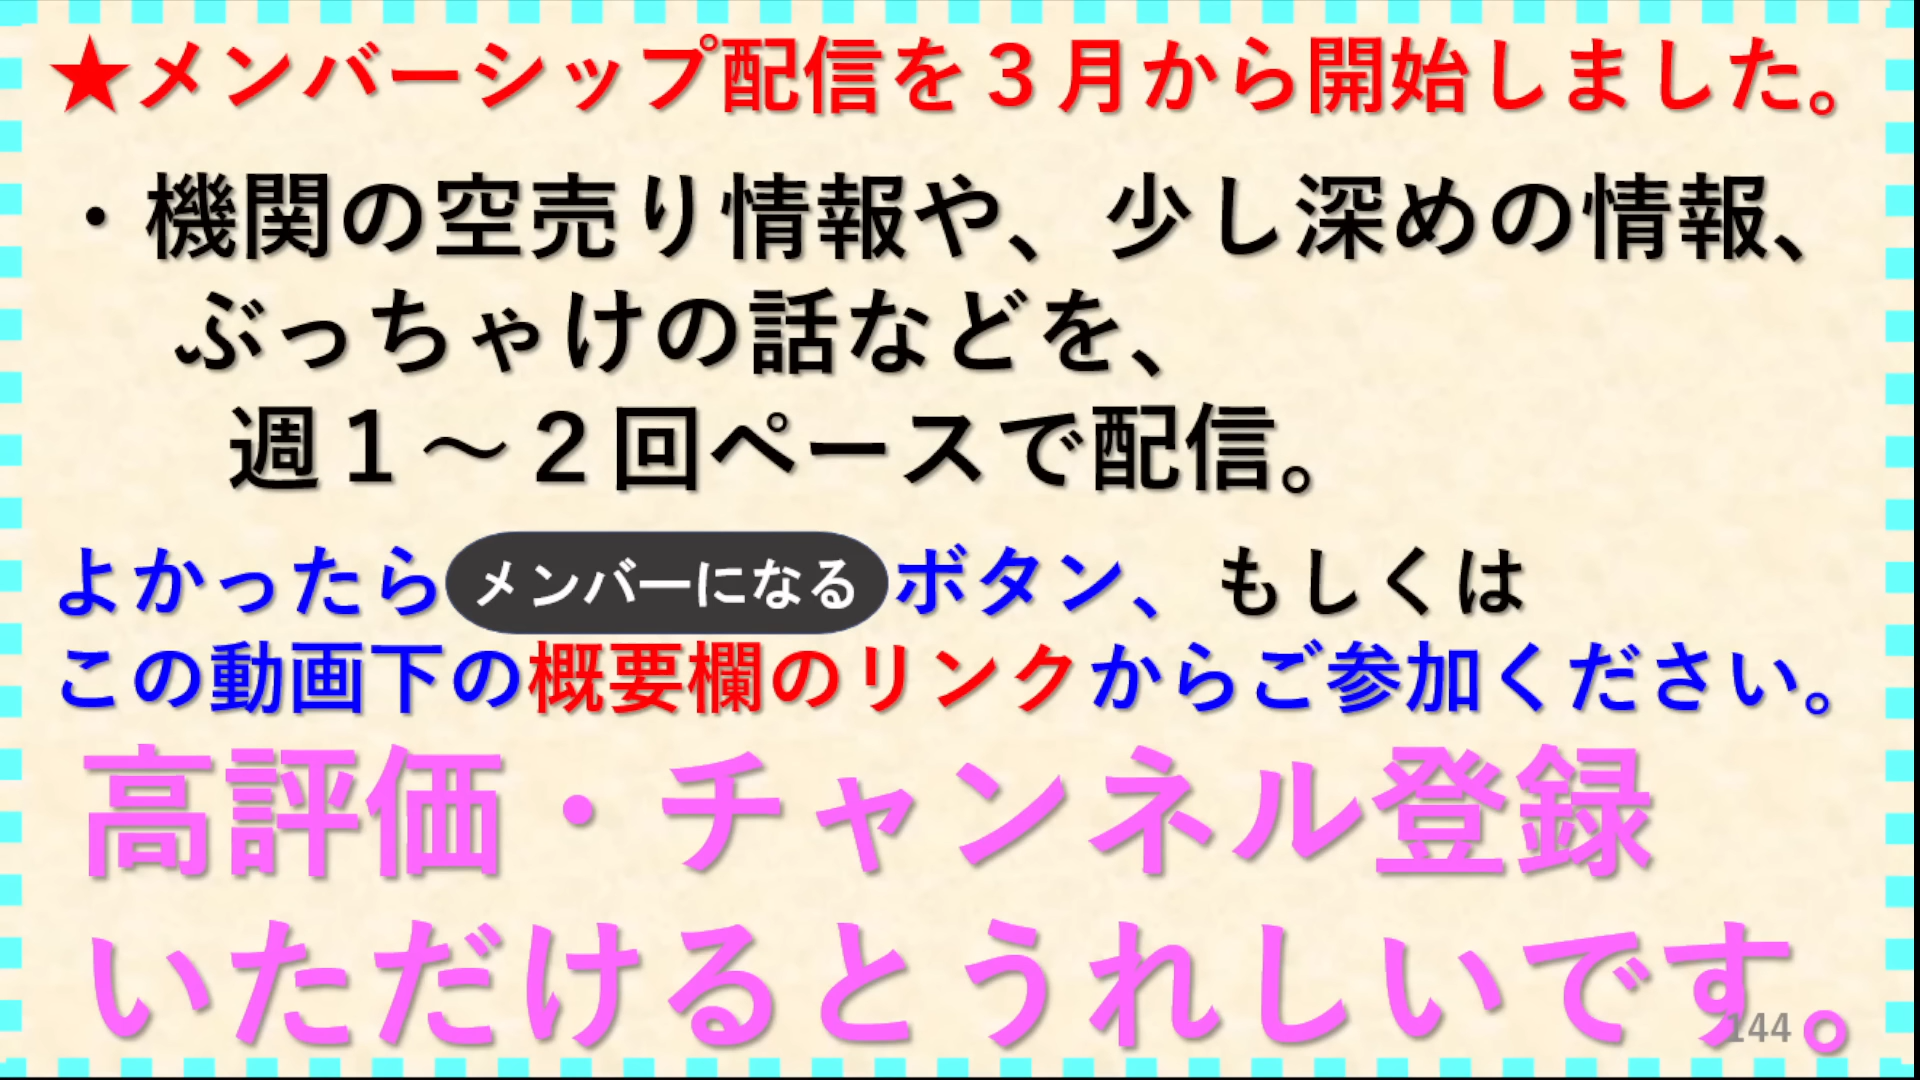 ★メンバーシップ配信を３月から開始しました。
・機関の空売り情報や、少し深めの情報、
ぶっちゃけの話などを、
週１～２回ペースで配信。
よかったらメンバーになるボタン、もしくは
この動画下の概要欄のリンクからご参加ください。
高評価・チャンネル登録
いただけるとうれしいです。
144